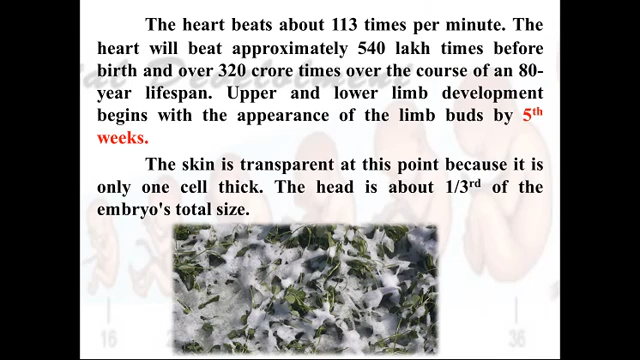 The heart beats about 113 times per minute. The
heart will beat approximately 540 lakh times before
birth and over 320 crore times over the course of an 80-
year lifespan. Upper and lower limb development
begins with the appearance of the limb buds by 5th
weeks.
The skin is transparent at this point because it is
only one cell thick. The head is about 1/3rd of the
embryo's total size.
16
36